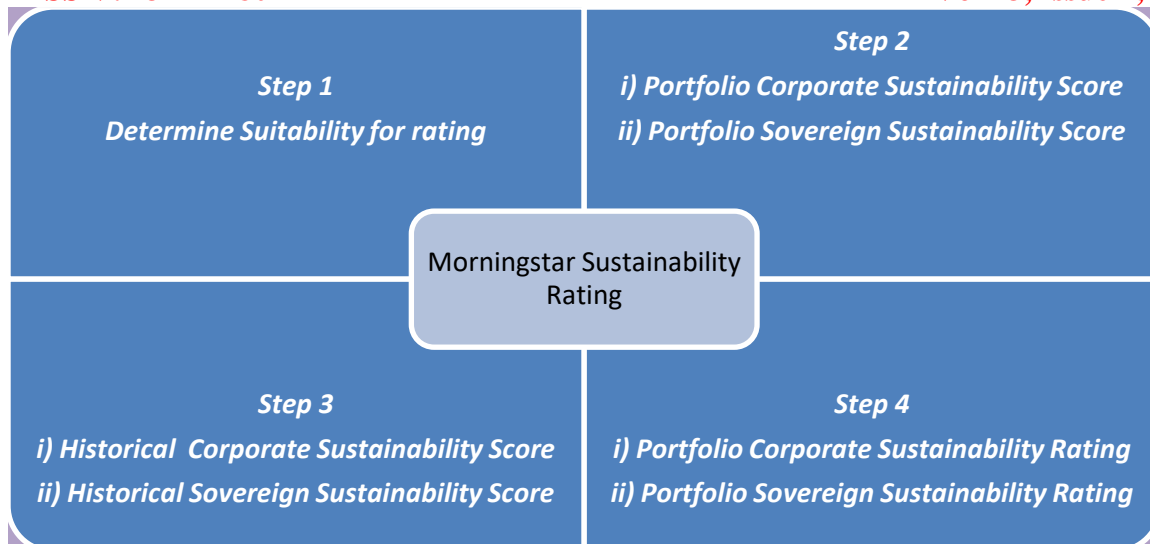 Step 1
Determine Suitability for rating
Step 2
i) Portfolio Corporate Sustainability Score
ii) Portfolio Sovereign Sustainability Score
Morningstar Sustainability
Rating
Step 3
i) Historical Corporate Sustainability Score
ii) Historical Sovereign Sustainability Score
Step 4
i) Portfolio Corporate Sustainability Rating
ii) Portfolio Sovereign Sustainability Rating